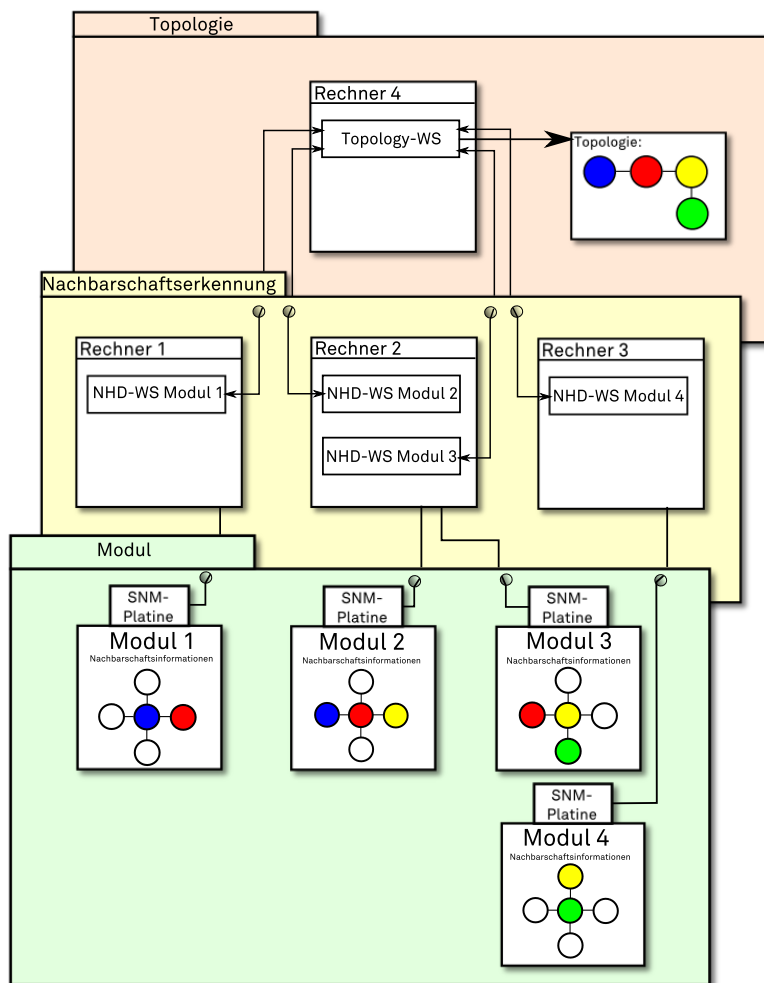 Topologie
Rechner 4
Topology-WS
Topologie:
Nachbarschaftserkennung
Rechner 1
NHD-WS Modul 1
Rechner 2
NHD-WS Modul 2
NHD-WS Modul 3
Rechner 3
NHD-WS Modul 4
Modul
SNM-
Platine
Modul 1
Nachbarschaftsinformationen
SNM-
Platine
Modul 2
Nachbarschaftsinformationen
SNM-
Platine
Modul 3
Nachbarschaftsinformationen
SNM-
Platine
Modul 4
Nachbarschaftsinformationen